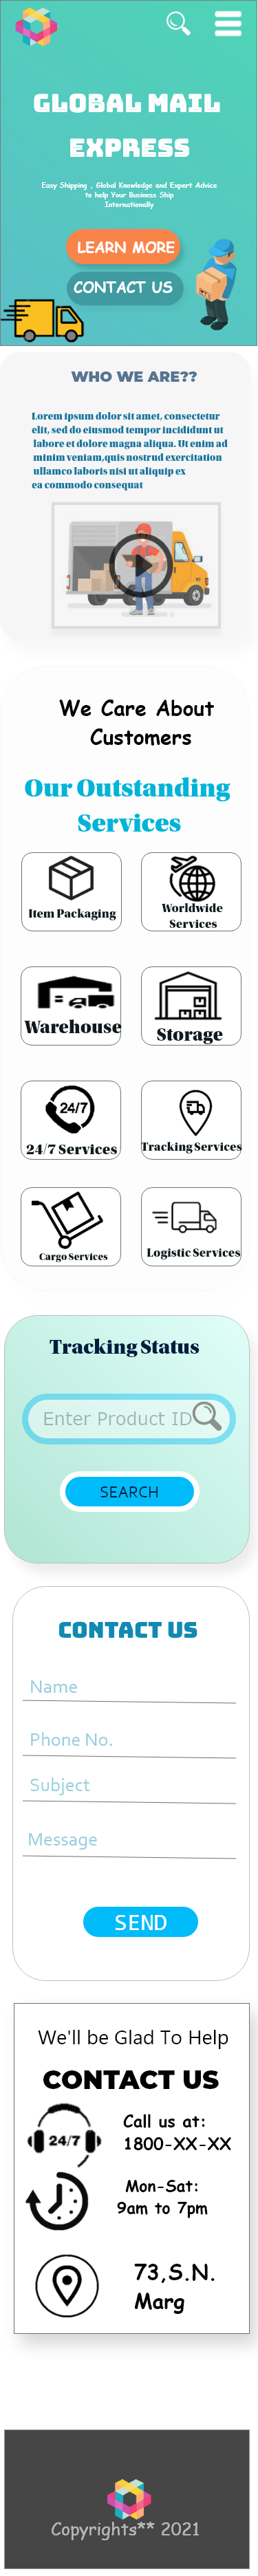 GLOBAL MAIL
EXPRESS
Easy Shipping , Global Knowledge and Expert Advice
to help Your Business Ship
Internationally
LEARN MORE
CONTACT US
WHO WE ARE??
Lorem ipsum dolor sit amet, consectetur
elit, sed do eiusmod tempor incididunt ut
labore et dolore magna aliqua. Ut enim ad
minim veniam,quis nostrud exercitation
ullamco laboris nisi ut aliquip ex
ea commodo consequat
We Care About
Customers
Our Outstanding
Services
Item Packaging
Worldwide
Services
Warehouse
Storage
24/7
24/7 Services
Tracking Services
Cargo Services
Logistic Services
Tracking Status
Enter Product ID
SEARCH
CONTACT US
Name
Phone No.
Subject
Message
SEND
We'll be Glad To Help
CONTACT US
24/7
Call us at:
1800-XX-XX
Mon-Sat:
9am to 7pm
73,S.N.
Marg
Copyrights** 2021